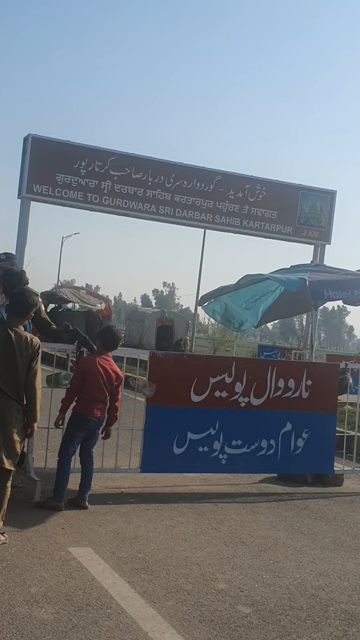 خوش آمدید - گوردوارہ سری دربار صاحب کرتارپور
ਗੁਰਦੁਆਰਾ ਸ੍ਰੀ ਦਰਬਾਰ ਸਾਹਿਬ ਕਰਤਾਰਪੁਰ ਪਹੁੰਚਣ ਤੇ ਸਵਾਗਤ
WELCOME TO GURDWARA SRI DARBAR SAHIB KARTARPUR
Haier
نارووال پولیس
عوام دوست پولیس